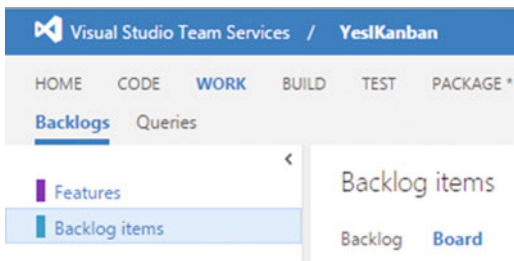 Visual Studio Team Services / YesIKanban
HOME CODE WORK BUILD TEST PACKAGE *
Backlogs Queries
<
Features
Backlog items
Backlog items
Backlog Board